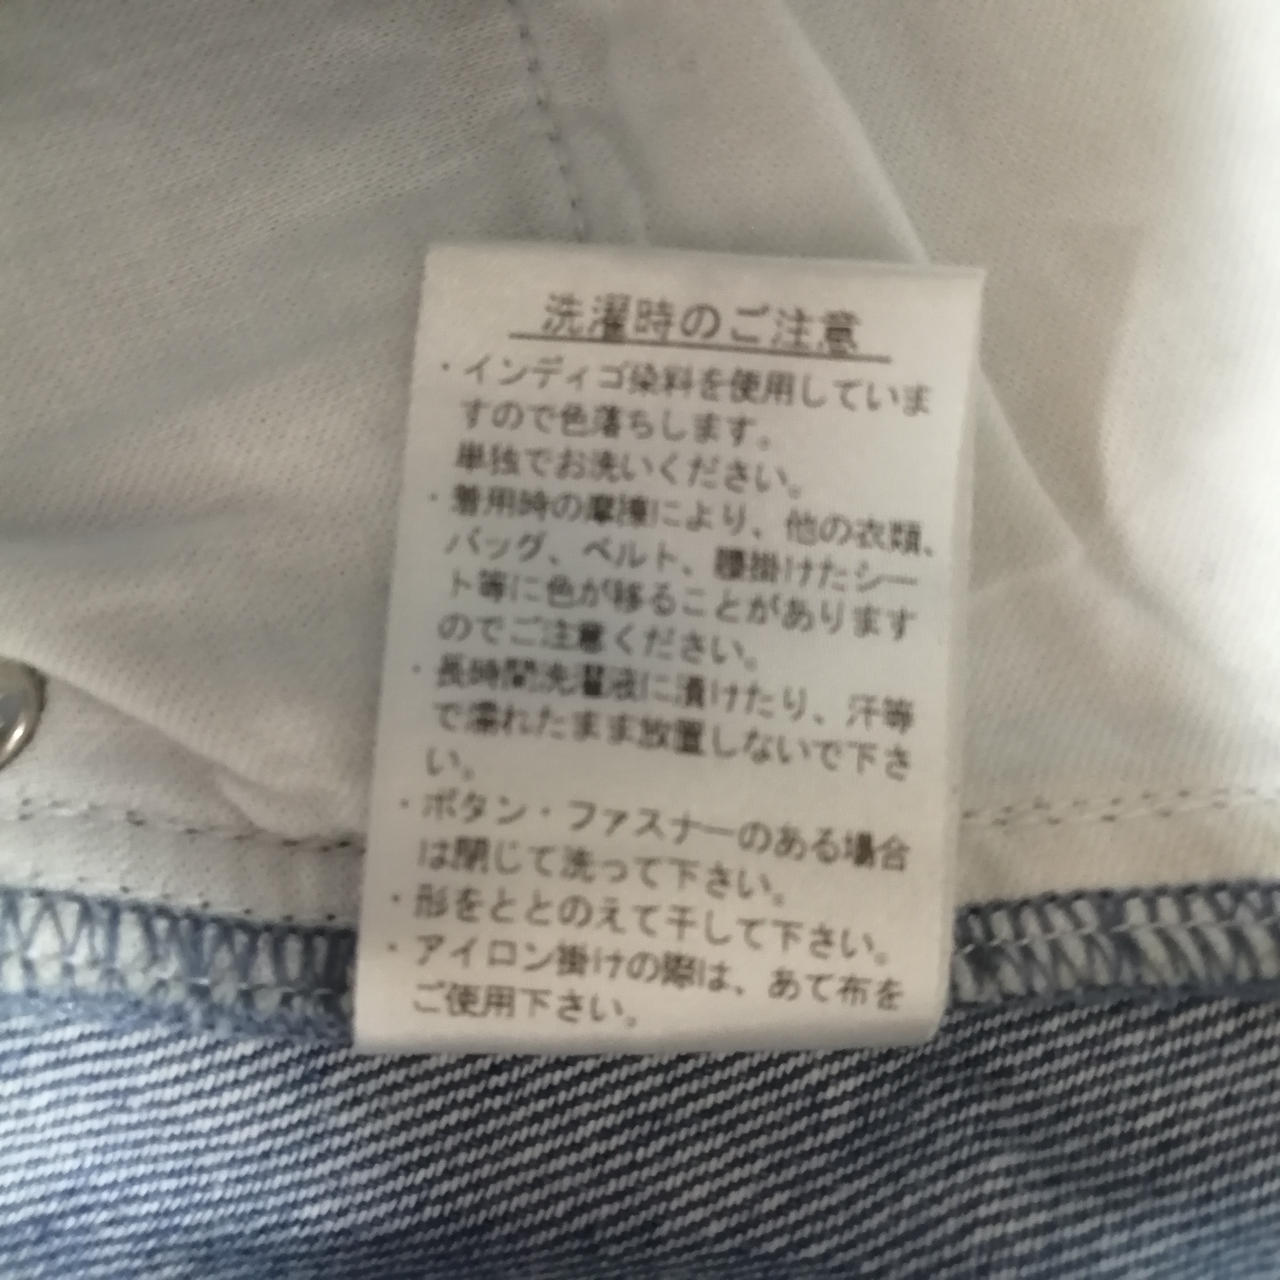 洗濯時のご注意
・インディゴ染料を使用していま
すので色落ちします。
単独でお洗いください。
・着用時の摩擦により、他の衣類、
バッグ、ベルト、腰掛けたシー
ト等に色が移ることがあります
のでご注意ください。
・長時間洗濯液に漬けたり、汗等
で濡れたまま放置しないで下さ
い。
・ボタン・ファスナーのある場合
は閉じて洗って下さい。
・形をととのえて干して下さい。
・アイロン掛けの際は、あて布を
ご使用下さい。